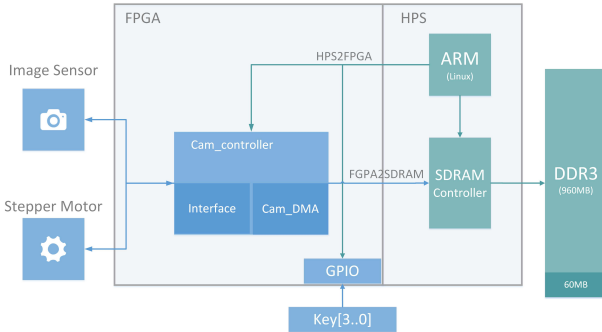 FPGA
HPS
Image Sensor
HPS2FPGA
ARM
(Linux)
Cam_controller
FGPA2SDRAM
SDRAM
Controller
DDR3
(960MB)
Stepper Motor
Interface
Cam_DMA
GPIO
60MB
Key[3..0]